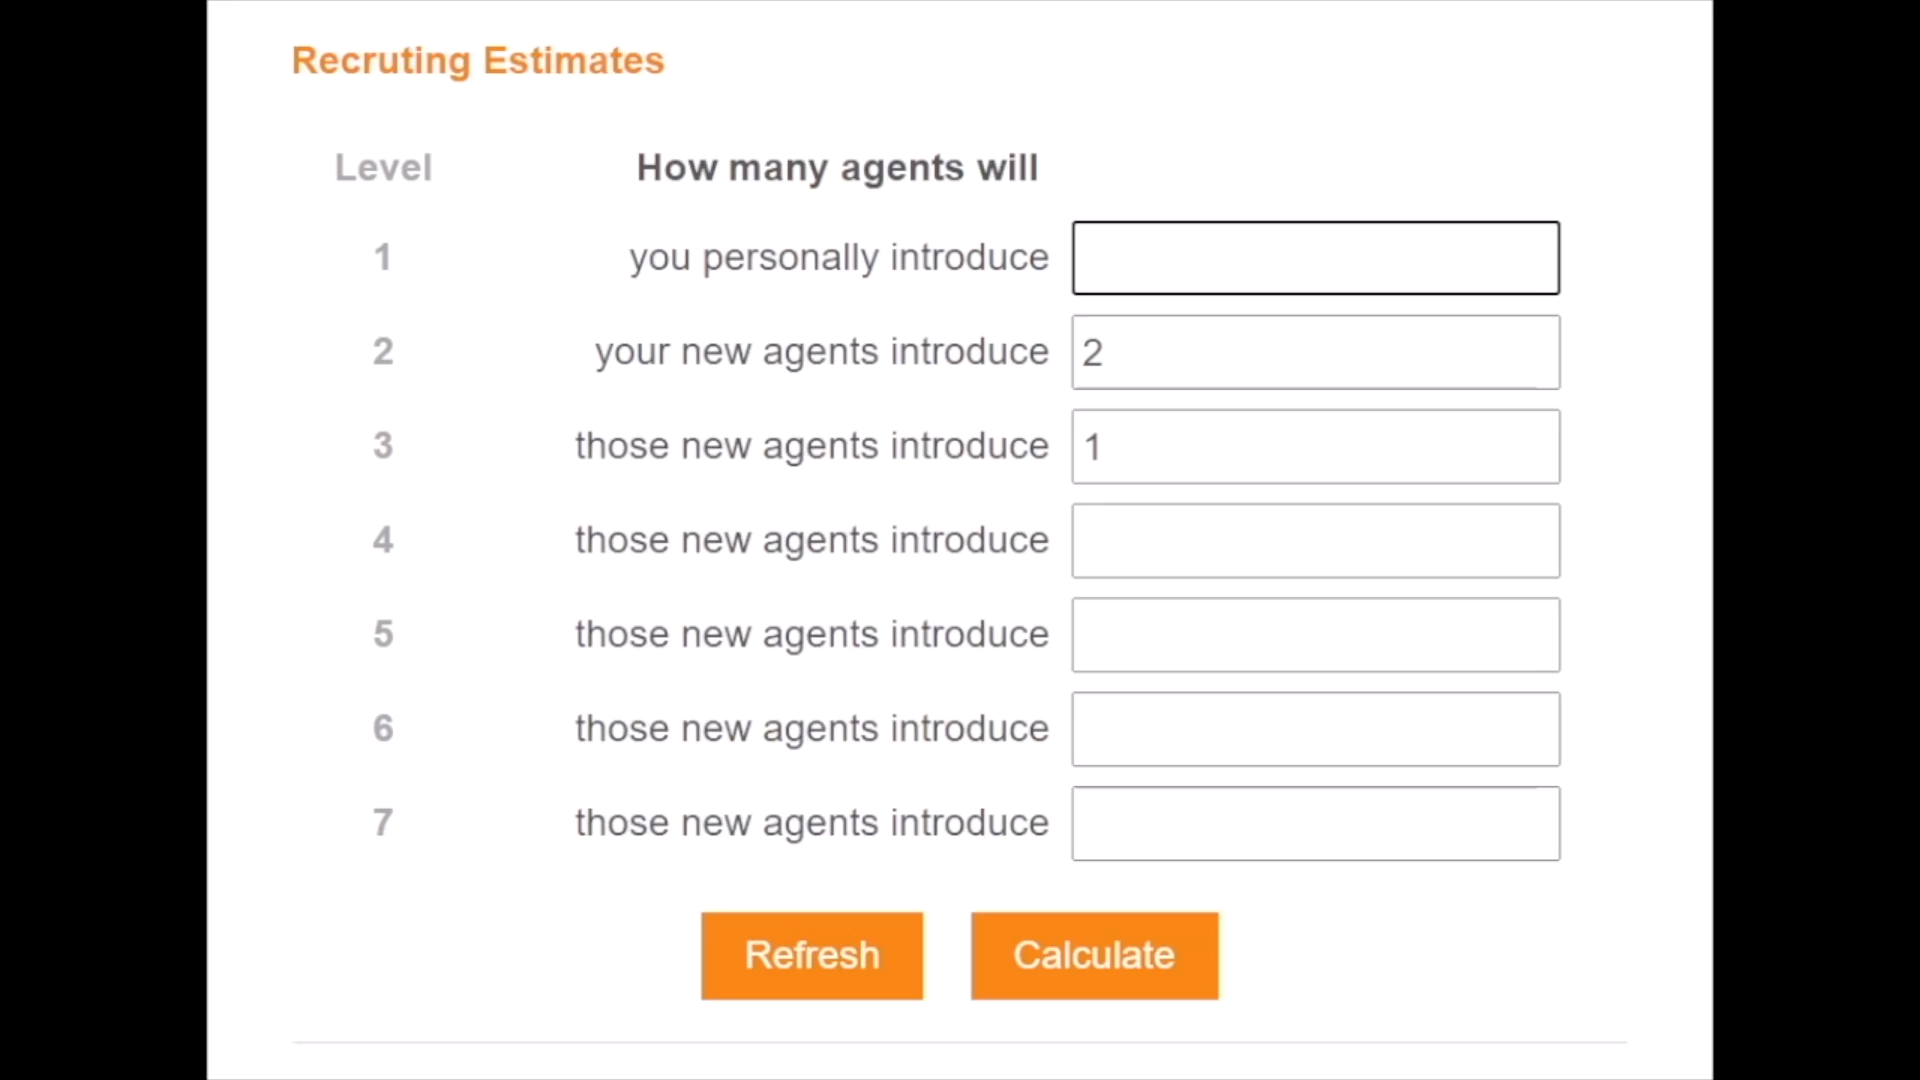 Recruting Estimates
Level How many agents will
1 you personally introduce
2 your new agents introduce 2
3 those new agents introduce 1
4 those new agents introduce
5 those new agents introduce
6 those new agents introduce
7 those new agents introduce
Refresh Calculate